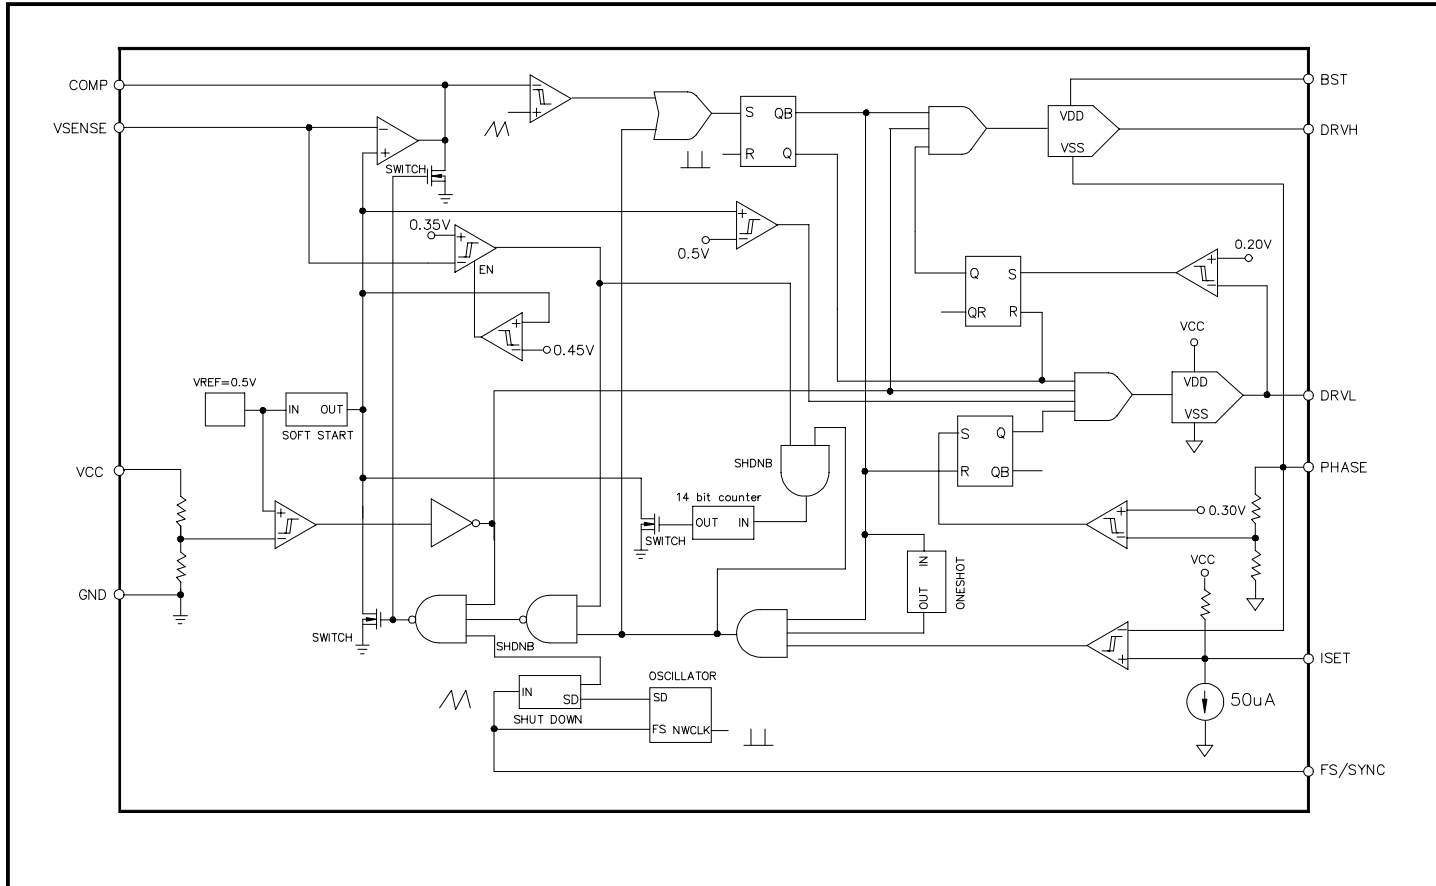 COMP
VSENSE
BST
VDD
VSS
DRVH
S QB
R Q
SWITCH
0.35V
EN
0.5V
0.45V
0.20V
Q S
QR R
VCC
VDD
VSS
DRVL
VREF=0.5V
IN OUT
SOFT START
S Q
R QB
SHDNB
VCC
PHASE
14 bit counter
OUT IN
SWITCH
0.30V
VCC
IN
OUT
ONESHOT
GND
SWITCH
SHDNB
ISET
OSCILLATOR
IN
SD
SHUT DOWN
SD
FS NWCLK
50uA
FS/SYNC